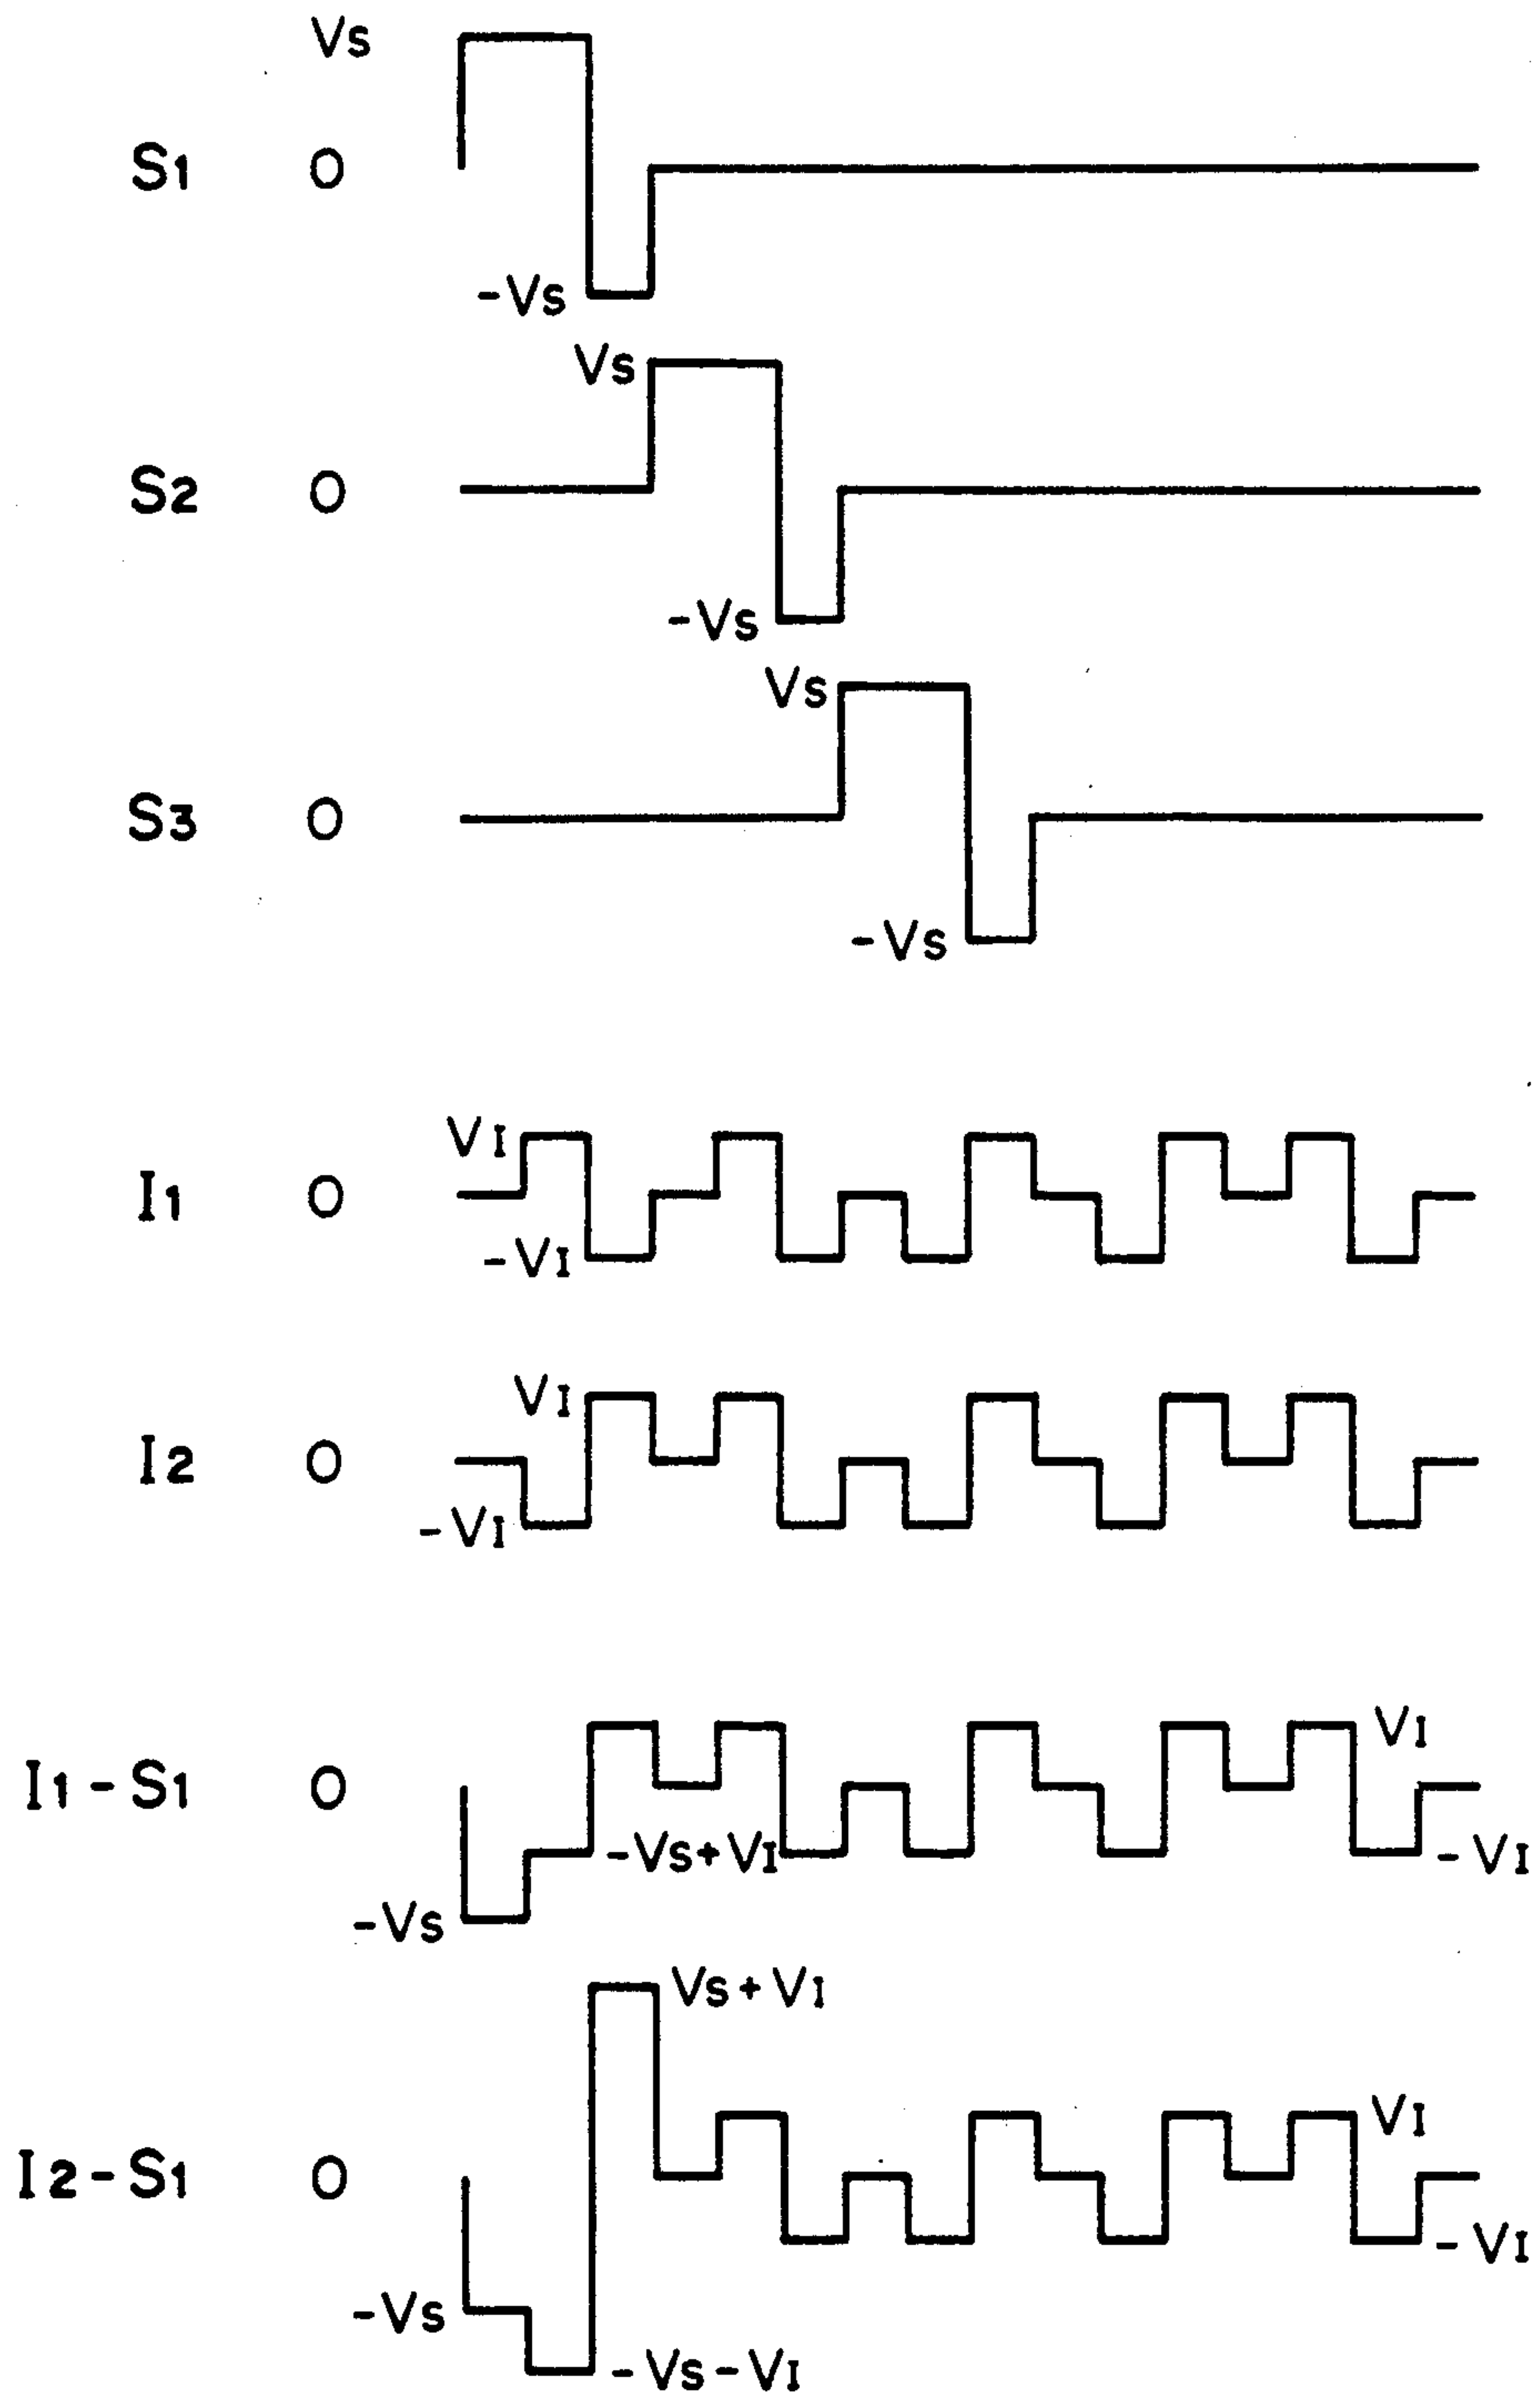 Vs
S1 0
-Vs
Vs
S2 0
-Vs
Vs
S3 0
-Vs
VI
I1 0
-VI
VI
I2 0
-VI
VI
I1-S1 0
-Vs+VI
-VI
-Vs
Vs+VI
VI
I2-S1 0
-VI
-Vs
-Vs-VI